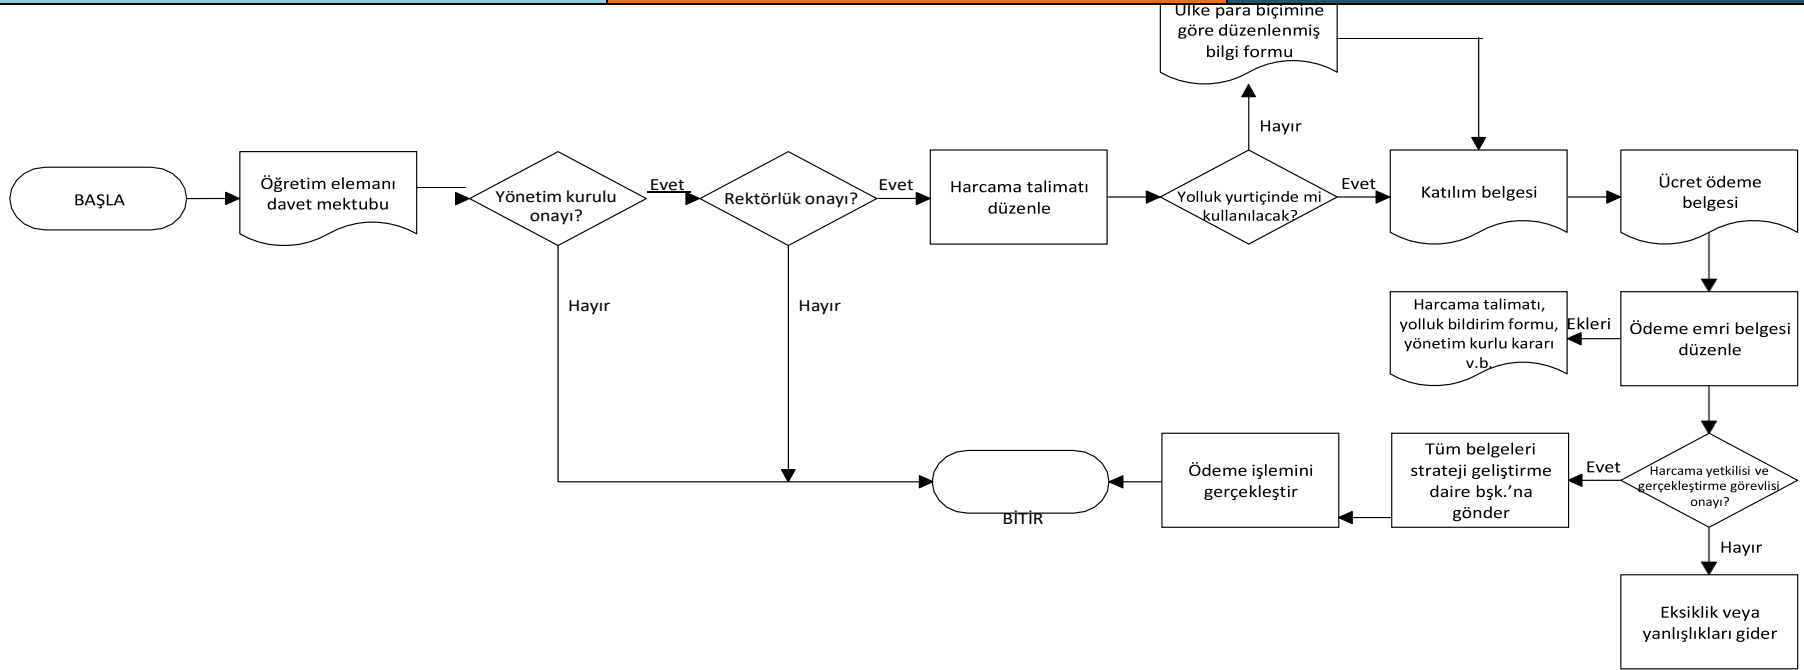 Ülke para biçimine
göre düzenlenmiş
bilgi formu
Hayır
BAŞLA
Öğretim elemanı
davet mektubu
Yönetim kurulu
onayı?
Evet
Rektörlük onayı?
Evet
Harcama talimatı
düzenle
Yolluk yurtiçinde mi
kullanılacak?
Evet
Katılım belgesi
Ücret ödeme
belgesi
Hayır
Hayır
Harcama talimatı,
yolluk bildirim formu,
yönetim kurlu kararı
v.b.
Ekleri
Ödeme emri belgesi
düzenle
BİTİR
Ödeme işlemini
gerçekleştir
Tüm belgeleri
strateji geliştirme
daire bşk.’na
gönder
Evet
Harcama yetkilisi ve
gerçekleştirme görevlisi
onayı?
Hayır
Eksiklik veya
yanlışlıkları gider